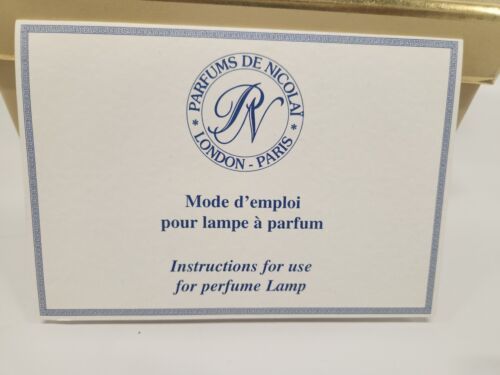 * PARFUMS DE NICOLAÏ *
PN
LONDON - PARIS
Mode d'emploi
pour lampe à parfum
Instructions for use
for perfume Lamp